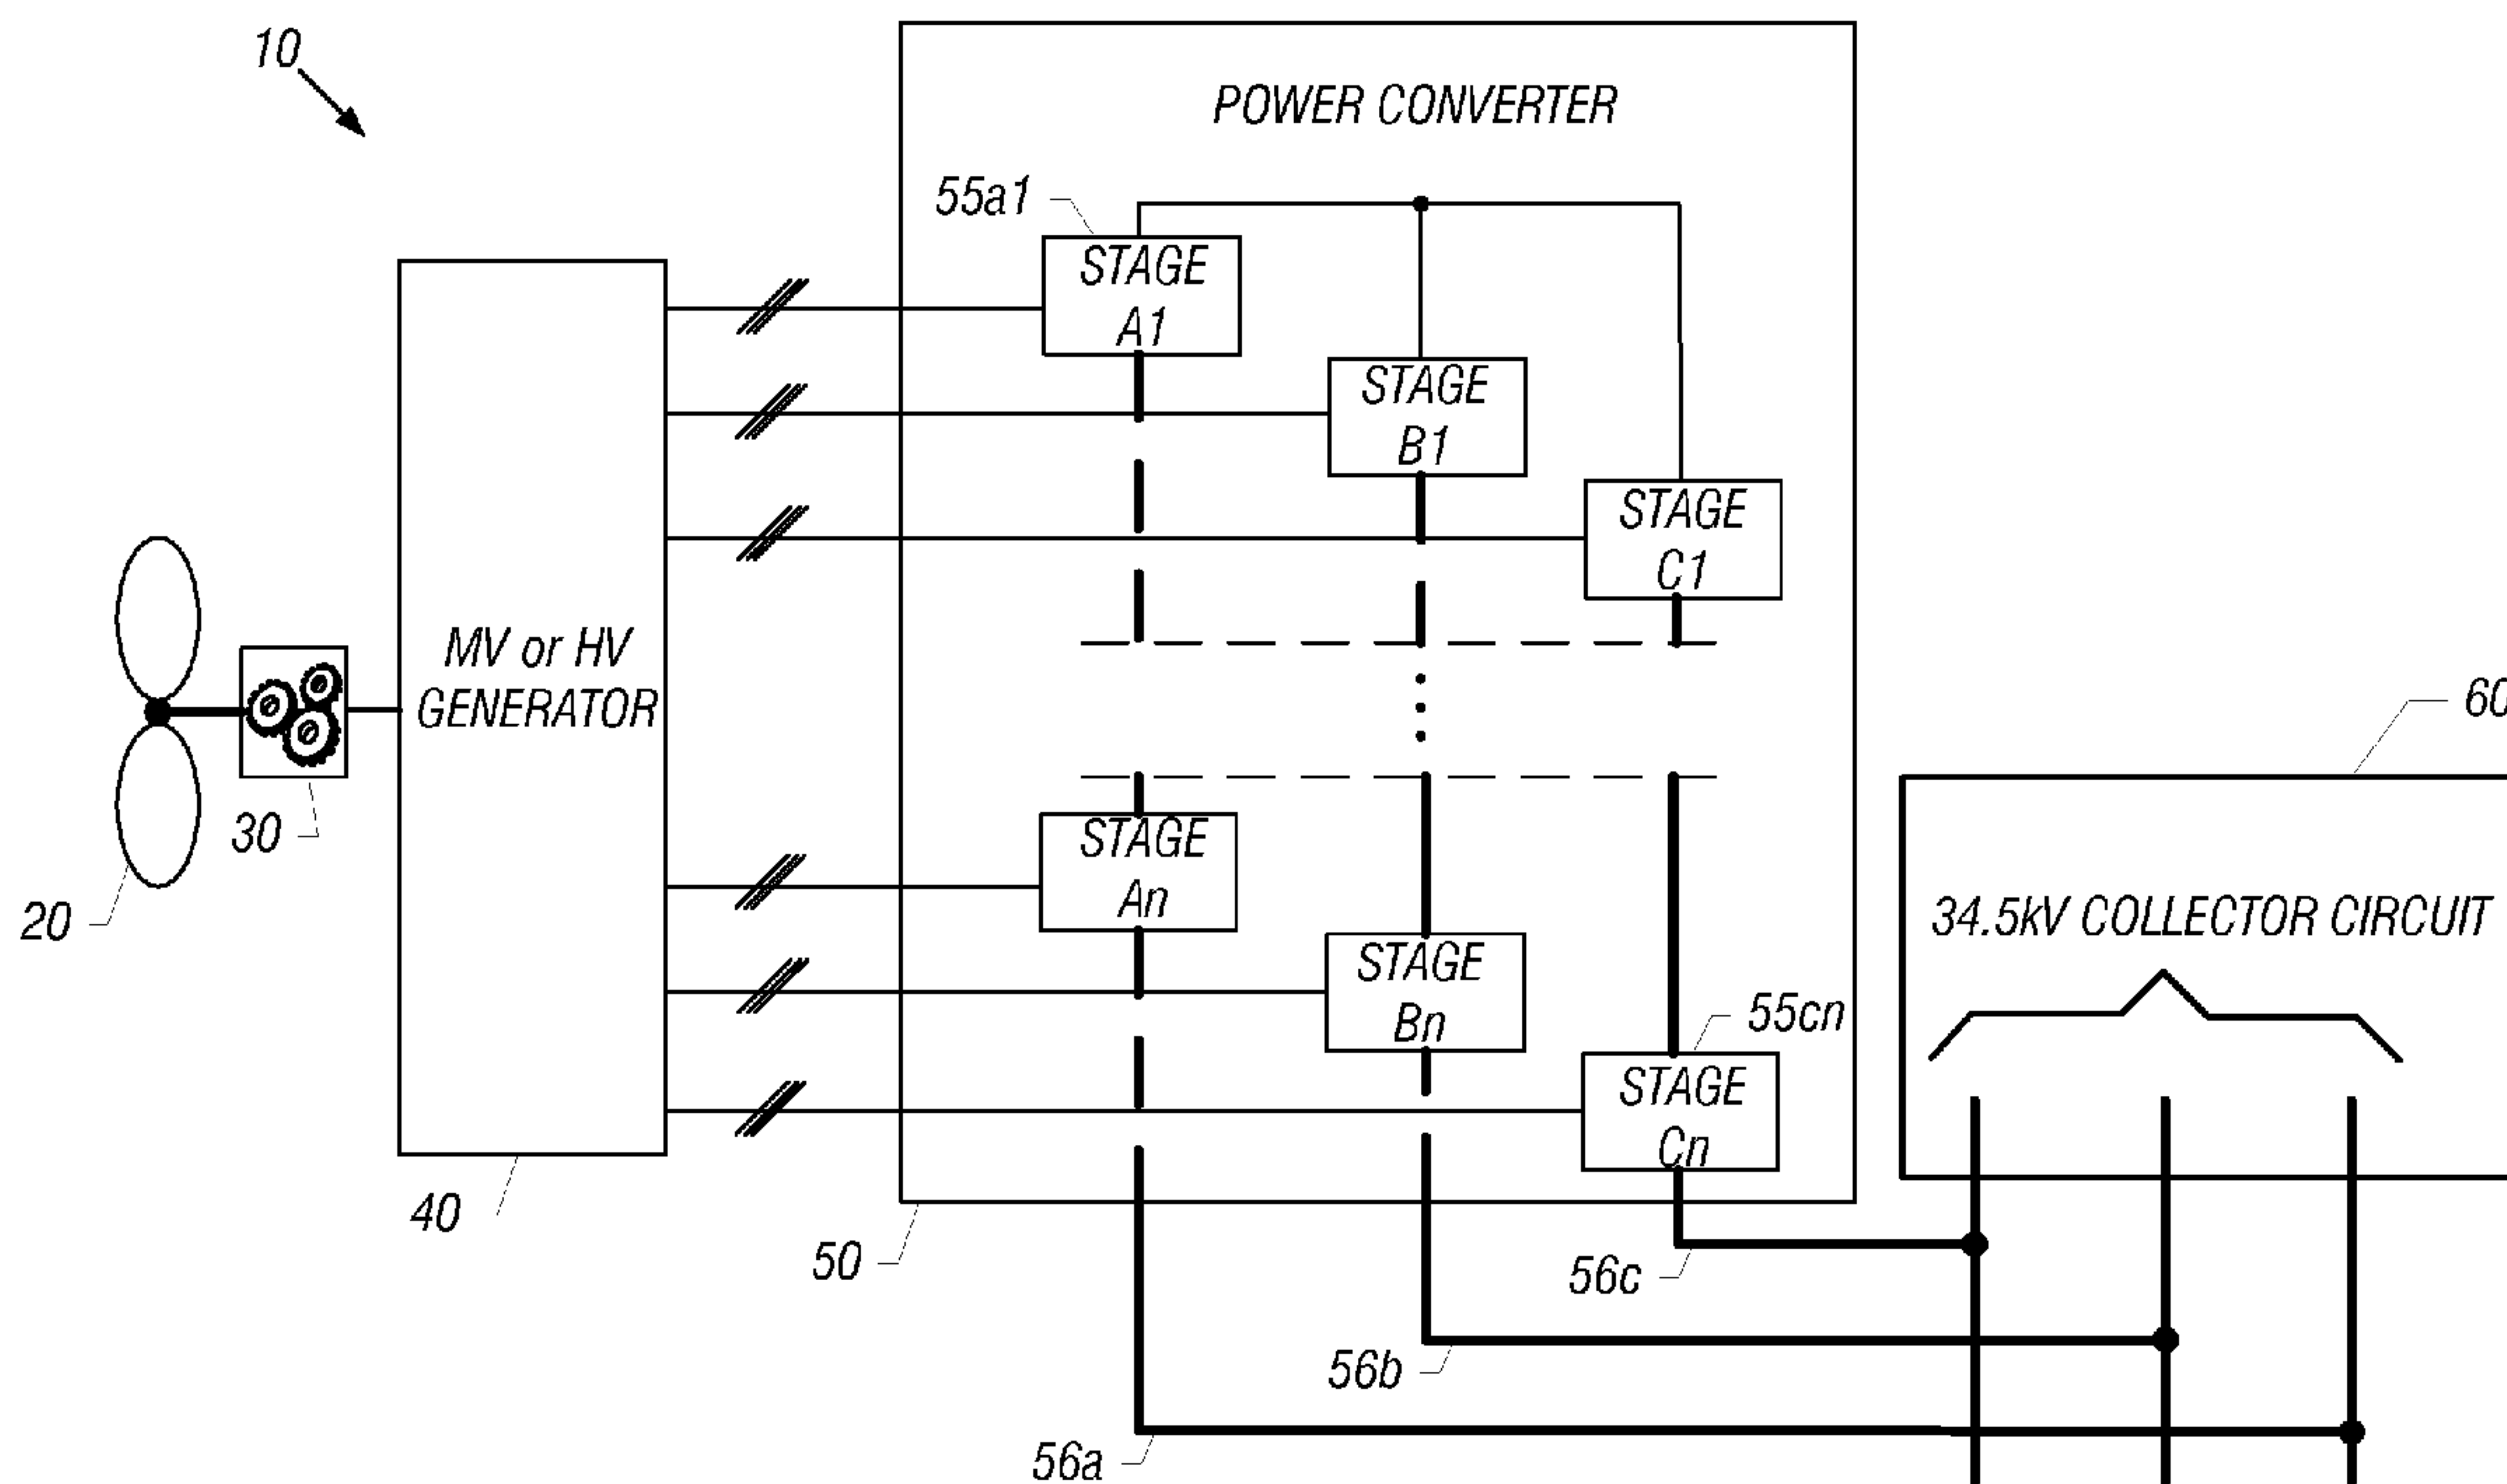 10
POWER CONVERTER
55a1
STAGE
A1
STAGE
B1
STAGE
C1
MV or HV
GENERATOR
60
30
STAGE
An
20
34.5kV COLLECTOR CIRCUIT
STAGE
Bn
55cn
STAGE
Cn
40
50
56c
56b
56a